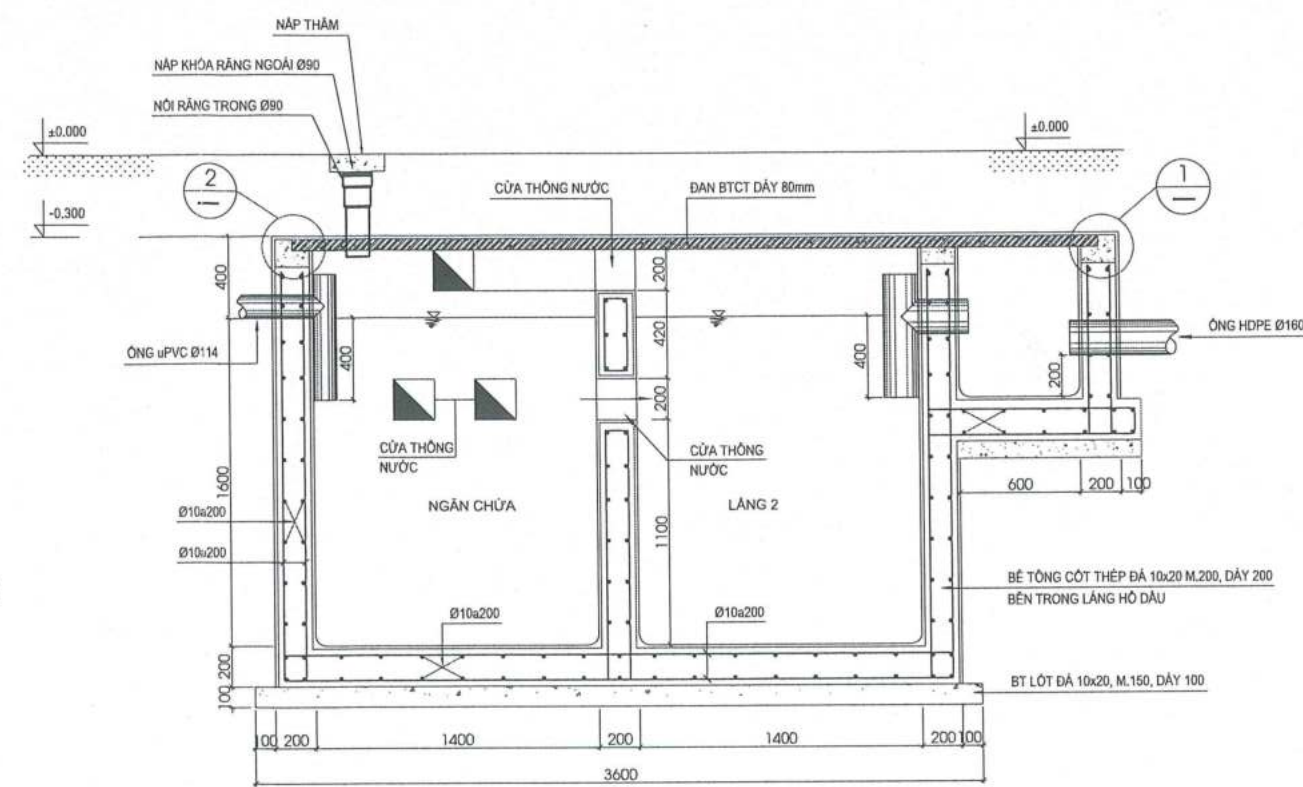 NẮP THĂM
NẮP KHÓA RĂNG NGOÀI Ø90
NỐI RĂNG TRONG Ø90
±0.000
±0.000
2
1
CỬA THÔNG NƯỚC
ĐAN BTCT DÀY 80mm
-0.300
400
200
420
ỐNG uPVC Ø114
400
400
ỐNG HDPE Ø160
200
200
CỬA THÔNG
NƯỚC
CỬA THÔNG
NƯỚC
1600
NGĂN CHỨA
LẮNG 2
600
200
100
Ø10a200
Ø10a200
1100
BÊ TÔNG CỐT THÉP ĐÁ 10x20 M.200, DÀY 200
BÊN TRONG LÁNG HỒ DẦU
Ø10a200
Ø10a200
200
100
BT LÓT ĐÁ 10x20, M.150, DÀY 100
100
200
1400
200
1400
200
100
3600